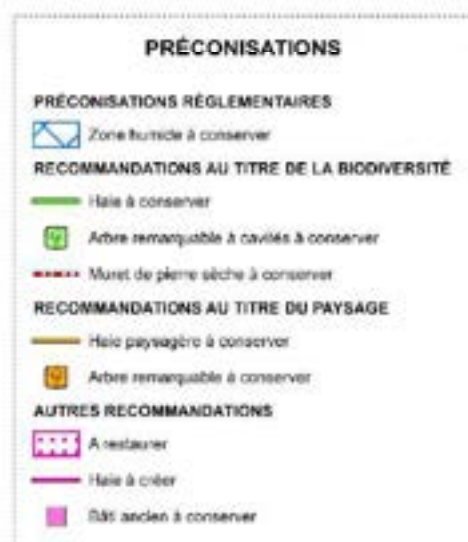 PRÉCONISATIONS
PRÉCONISATIONS RÉGLEMENTAIRES
Zone humide à conserver
RECOMMANDATIONS AU TITRE DE LA BIODIVERSITÉ
Haie à conserver
Arbre remarquable à cavités à conserver
Muret de pierre sèche à conserver
RECOMMANDATIONS AU TITRE DU PAYSAGE
Haie paysagère à conserver
Arbre remarquable à conserver
AUTRES RECOMMANDATIONS
A restaurer
Haie à créer
Bâti ancien à conserver